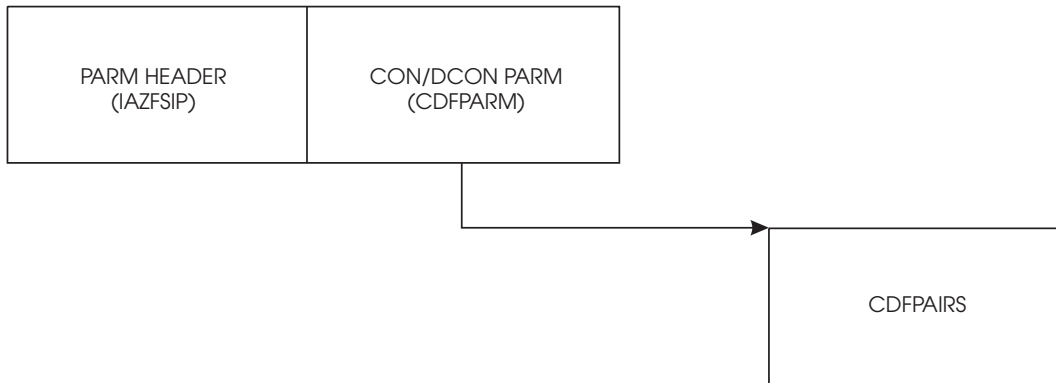 PARM HEADER
(IAZFSIP)
CON/DCON PARM
(CDFPARM)
CDFPAIRS